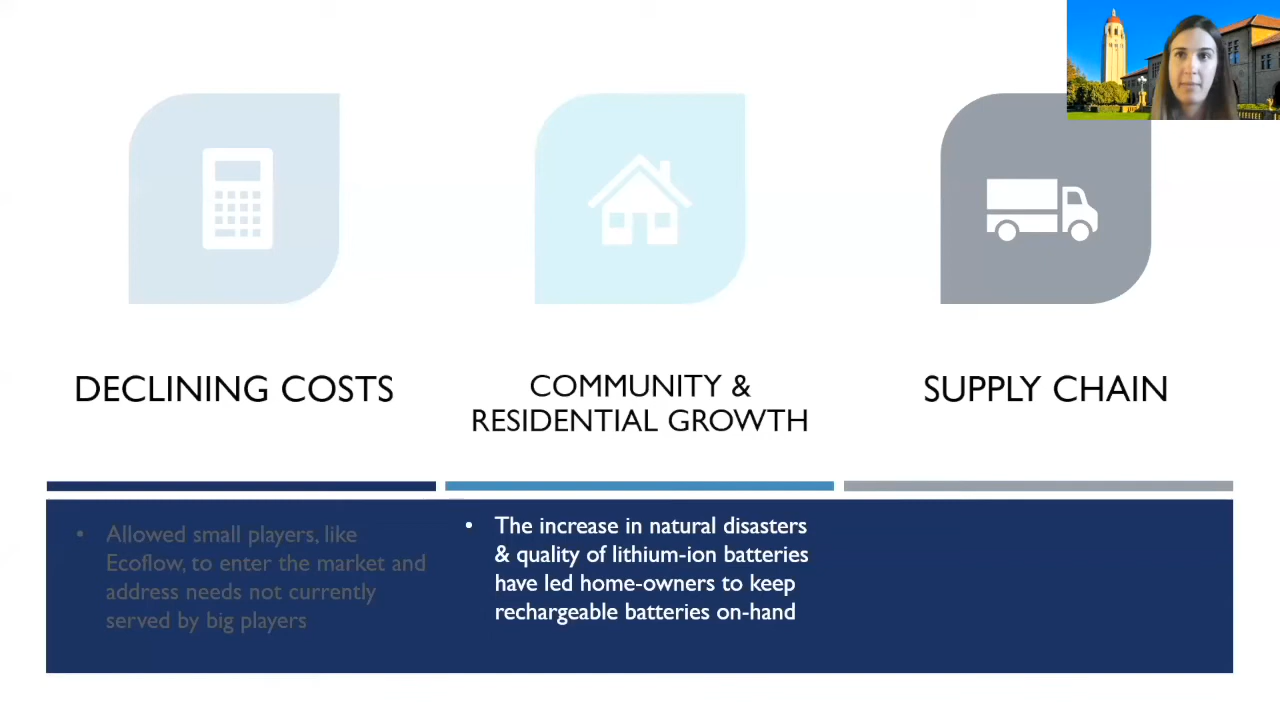 DECLINING COSTS
COMMUNITY &
RESIDENTIAL GROWTH
SUPPLY CHAIN
• Allowed small players, like
Ecoflow, to enter the market and
address needs not currently
served by big players
• The increase in natural disasters
& quality of lithium-ion batteries
have led home-owners to keep
rechargeable batteries on-hand